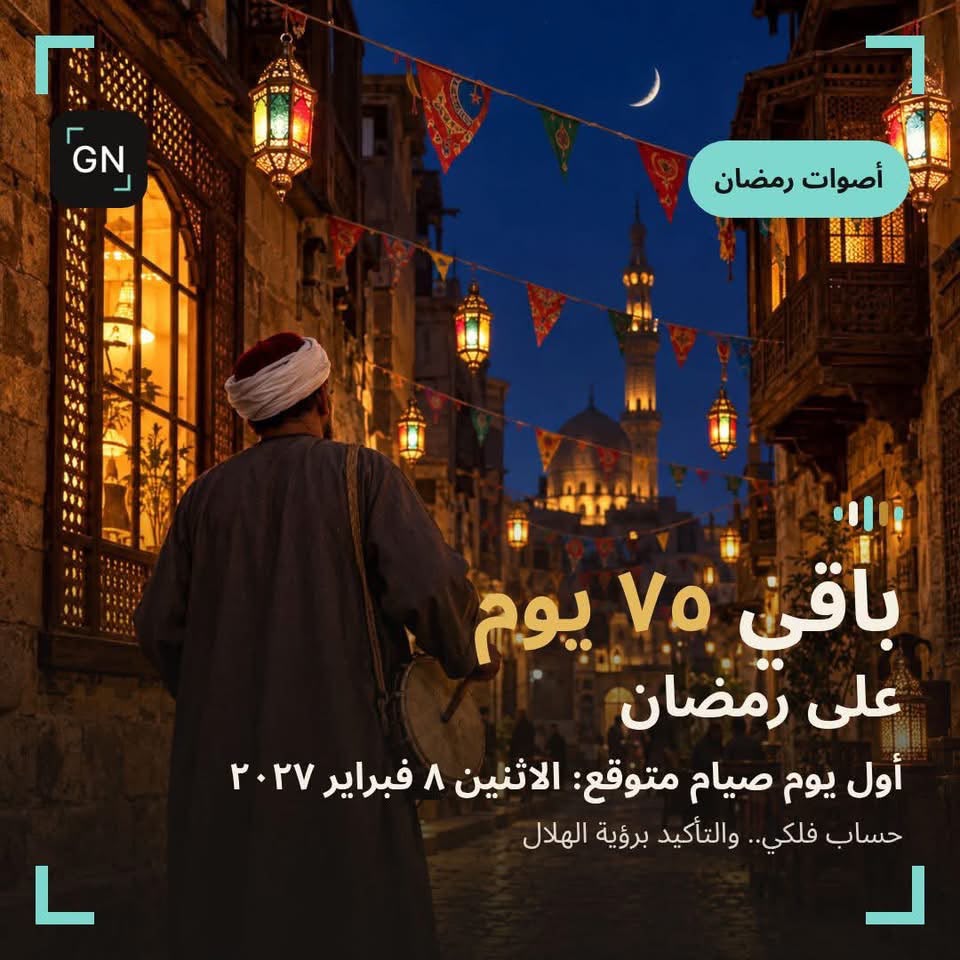 GN
أصوات رمضان
باقي ٧٥ يوم
على رمضان
أول يوم صيام متوقع: الاثنين ٨ فبراير ٢٠٢٧
حساب فلكي.. والتأكيد برؤية الهلال